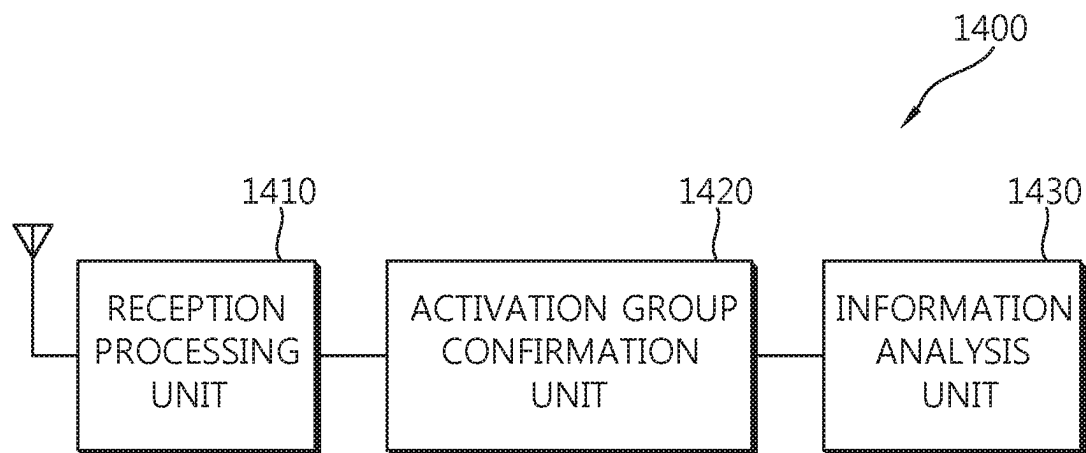 1400
1410
1420
1430
RECEPTION
PROCESSING
UNIT
ACTIVATION GROUP
CONFIRMATION
UNIT
INFORMATION
ANALYSIS
UNIT